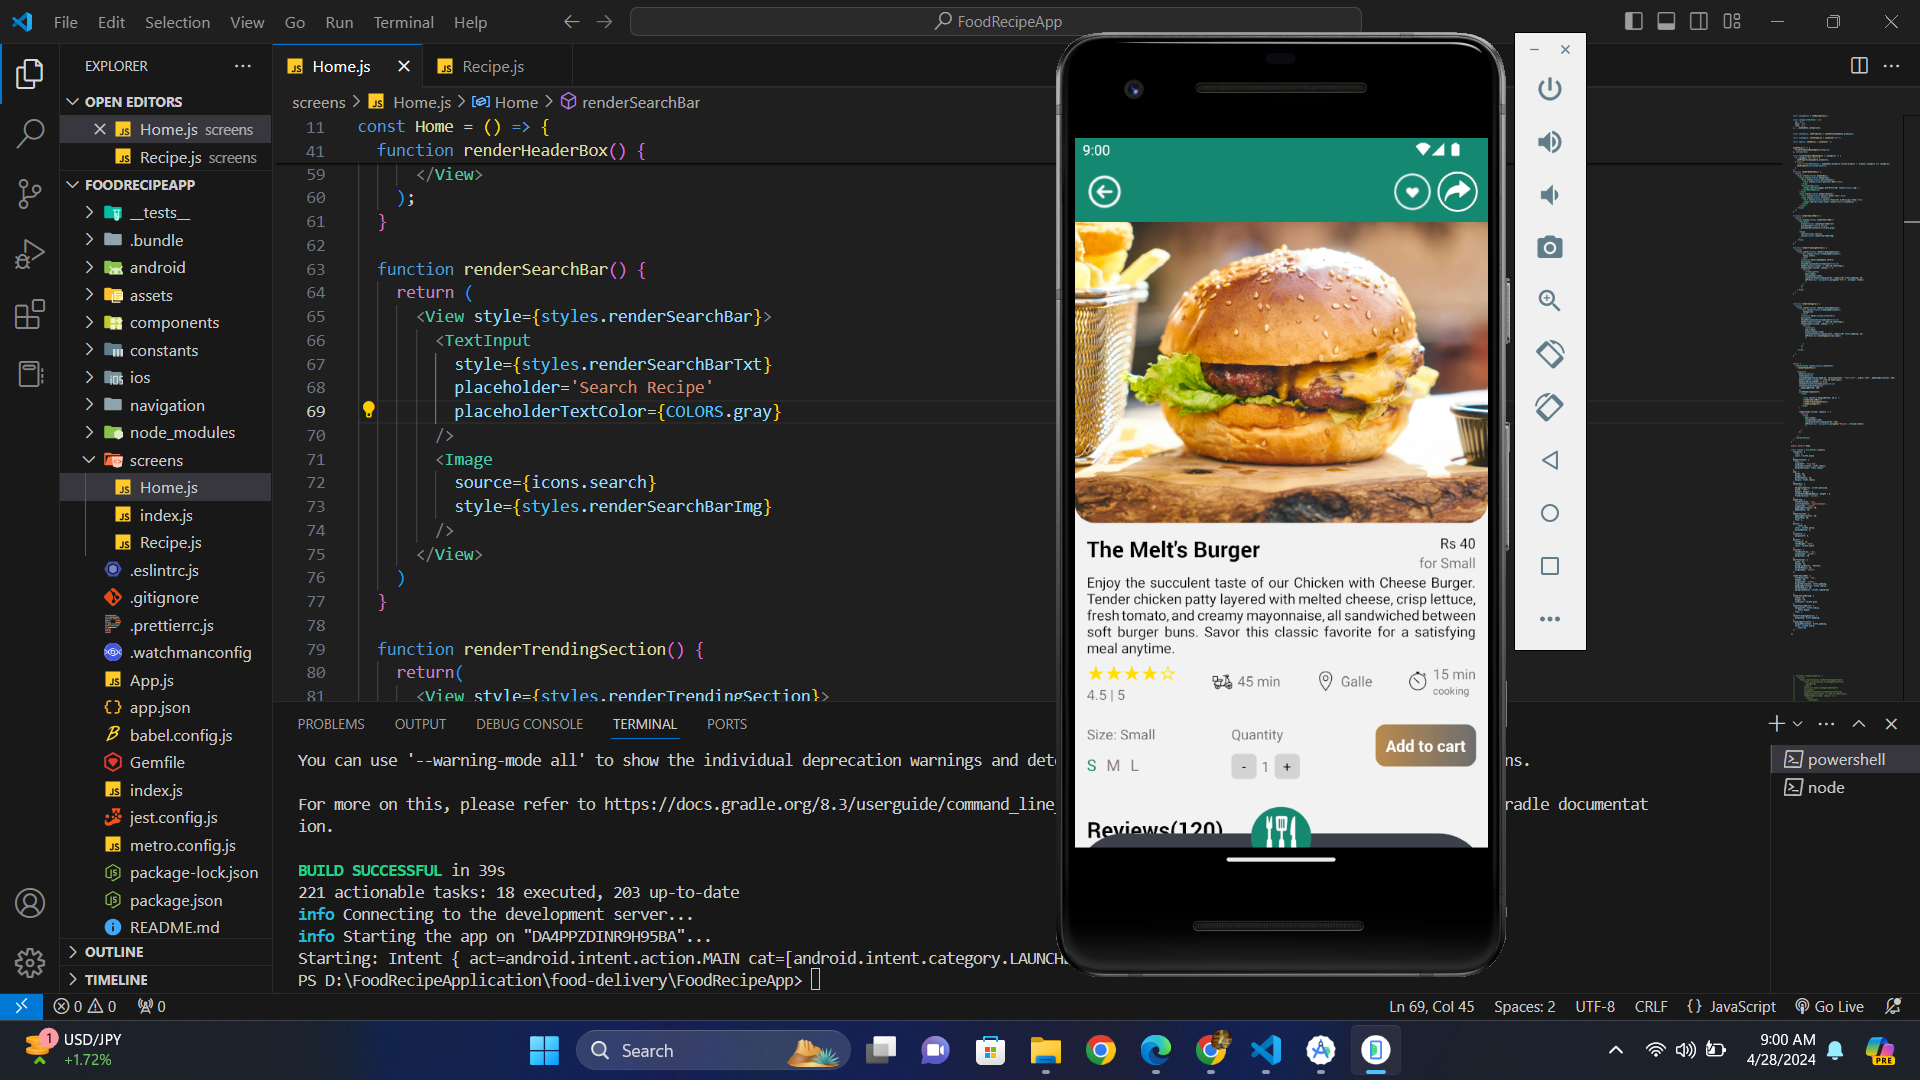 File Edit Selection View Go Run Terminal Help
FoodRecipeApp
EXPLORER
OPEN EDITORS
Home.js screens
Recipe.js screens
FOODRECIPEAPP
__tests__
.bundle
android
assets
components
constants
ios
navigation
node_modules
screens
Home.js
index.js
Recipe.js
.eslintrc.js
.gitignore
.prettierrc.js
.watchmanconfig
App.js
app.json
babel.config.js
Gemfile
index.js
jest.config.js
metro.config.js
package-lock.json
package.json
README.md
OUTLINE
TIMELINE
Home.js
Recipe.js
screens > Home.js > Home > renderSearchBar
11 const Home = () => {
41 function renderHeaderBox() {
59 </View>
60 );
61 }
62
63 function renderSearchBar() {
64 return (
65 <View style={styles.renderSearchBar}>
66 <TextInput
67 style={styles.renderSearchBarTxt}
68 placeholder='Search Recipe'
69 placeholderTextColor={COLORS.gray}
70 />
71 <Image
72 source={icons.search}
73 style={styles.renderSearchBarImg}
74 />
75 </View>
76 )
77 }
78
79 function renderTrendingSection() {
80 return(
81 <View style={styles.renderTrendingSection}>
PROBLEMS OUTPUT DEBUG CONSOLE TERMINAL PORTS
You can use '--warning-mode all' to show the individual deprecation warnings and dete
ns.
For more on this, please refer to https://docs.gradle.org/8.3/userguide/command_line_
radle documentat
ion.
BUILD SUCCESSFUL in 39s
221 actionable tasks: 18 executed, 203 up-to-date
info Connecting to the development server...
info Starting the app on "DA4PPZDINR9H95BA"...
Starting: Intent { act=android.intent.action.MAIN cat=[android.intent.category.LAUNCH
PS D:\FoodRecipeApplication\food-delivery\FoodRecipeApp>
powershell
node
9:00
The Melt's Burger
Rs 40
for Small
Enjoy the succulent taste of our Chicken with Cheese Burger.
Tender chicken patty layered with melted cheese, crisp lettuce,
fresh tomato, and creamy mayonnaise, all sandwiched between
soft burger buns. Savor this classic favorite for a satisfying
meal anytime.
4.5 | 5
45 min
Galle
15 min
cooking
Size: Small
S M L
Quantity
- 1 +
Add to cart
Reviews(120)
0 0 0
Ln 69, Col 45 Spaces: 2 UTF-8 CRLF {} JavaScript Go Live
1
USD/JPY
+1.72%
Search
9:00 AM
4/28/2024
PRE